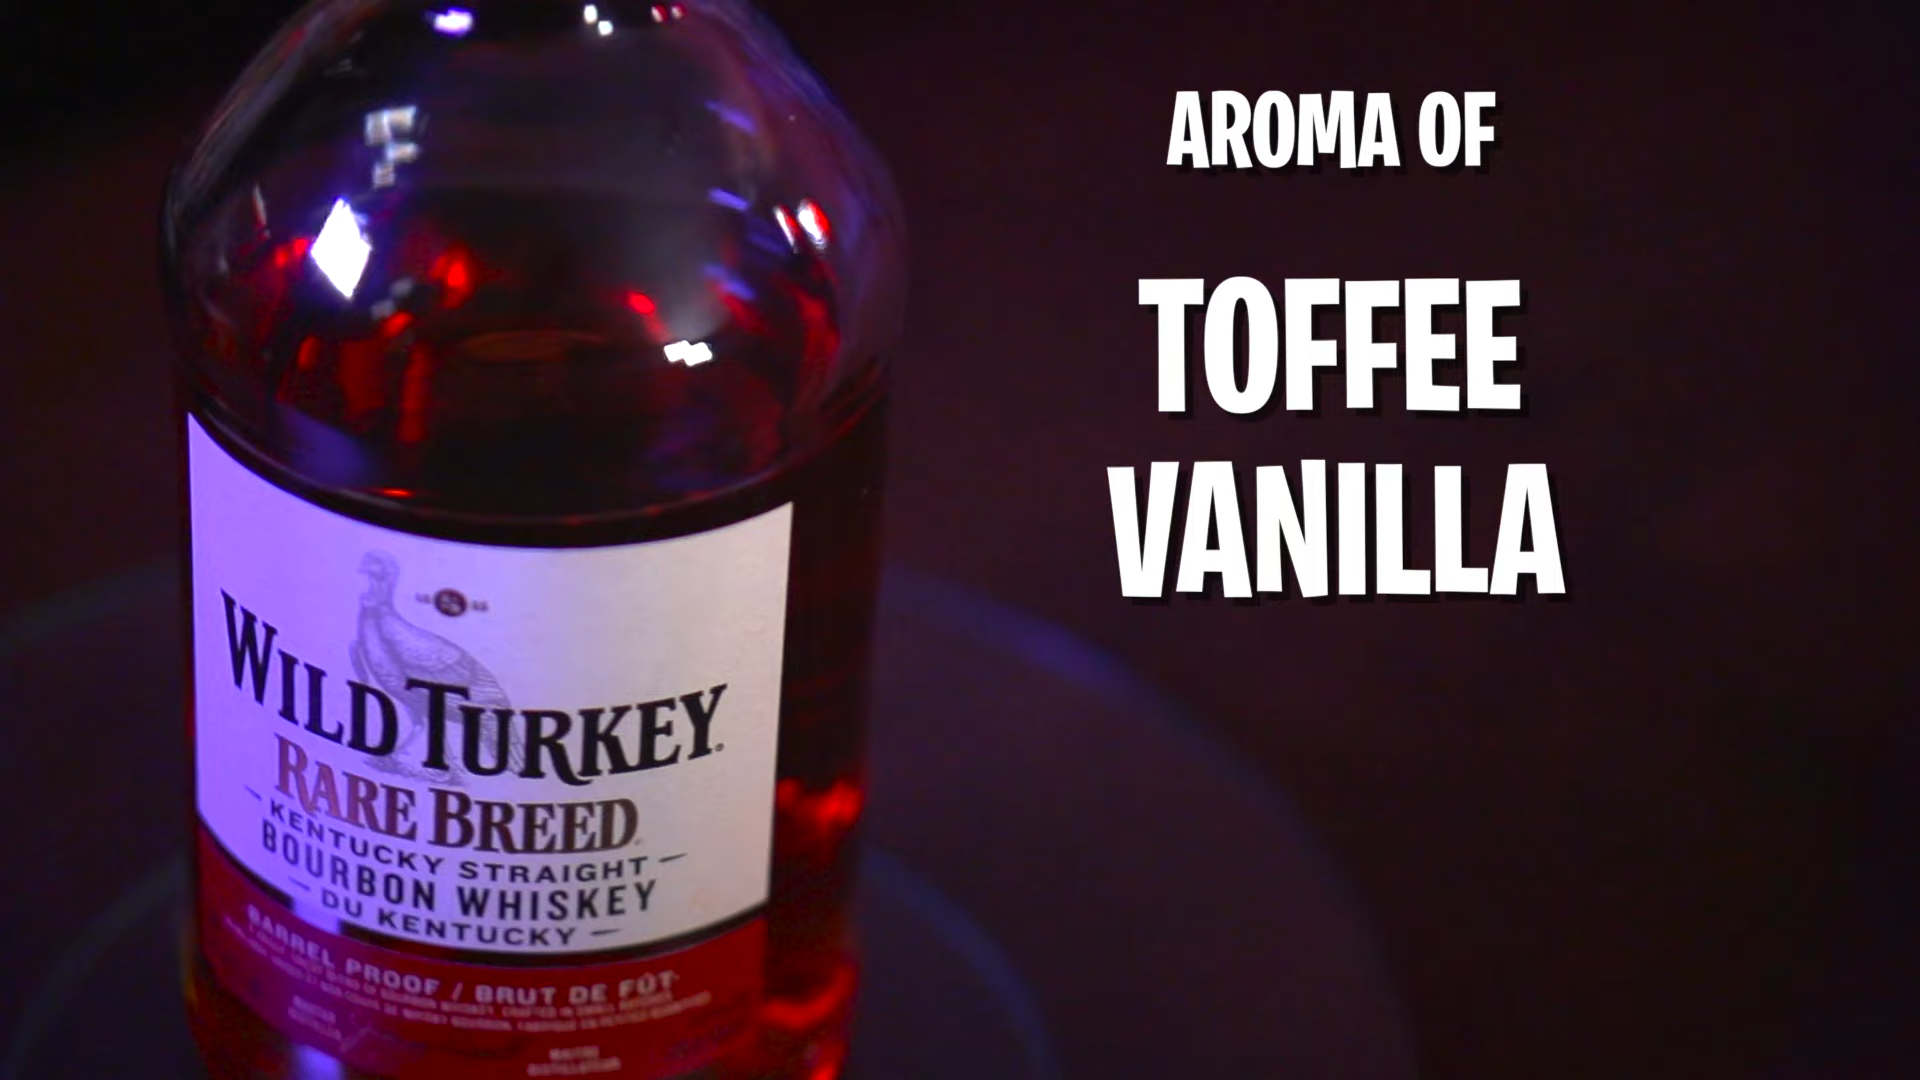 AROMA OF
TOFFEE
VANILLA
WILD TURKEY
RARE BREED
KENTUCKY STRAIGHT
BOURBON WHISKEY
DU KENTUCKY
BARREL PROOF / BRUT DE FÛT